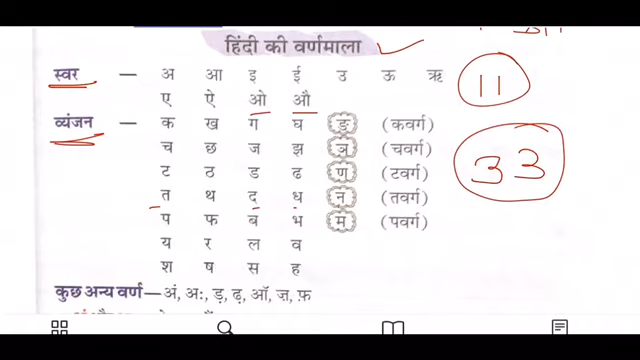 हिंदी की वर्णमाला
स्वर — अ आ इ ई उ ऊ ऋ 11
ए ऐ ओ औ
व्यंजन — क ख ग घ ङ (कवर्ग)
च छ ज झ ञ (चवर्ग) 33
ट ठ ड ढ ण (टवर्ग)
त थ द ध न (तवर्ग)
प फ ब भ म (पवर्ग)
य र ल व
श ष स ह
कुछ अन्य वर्ण — अं, अः, ड़, ढ़, ऑ, ज़, फ़